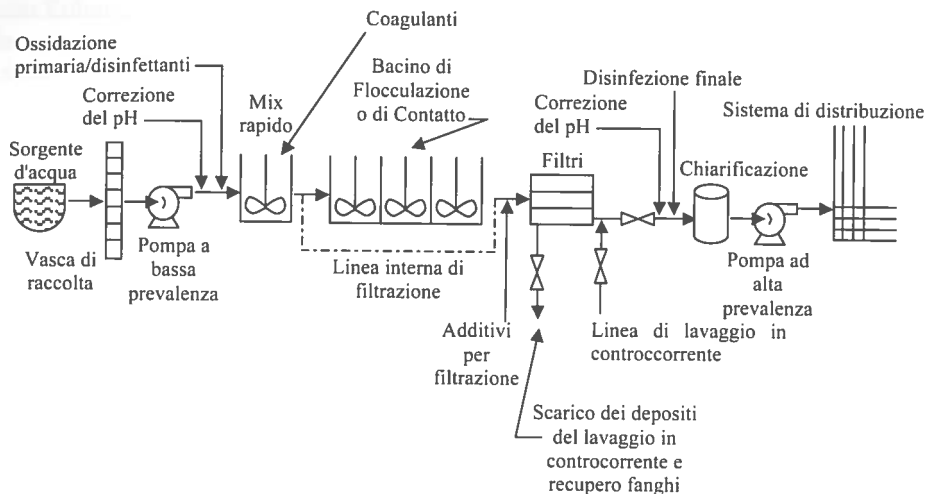 Ossidazione
primaria/disinfettanti
Correzione
del pH
Sorgente
d'acqua
Vasca di
raccolta
Pompa a
bassa
prevalenza
Mix
rapido
Coagulanti
Bacino di
Flocculazione
o di Contatto
Linea interna di
filtrazione
Additivi
per
filtrazione
Filtri
Correzione
del pH
Disinfezione finale
Chiarificazione
Sistema di distribuzione
Pompa ad
alta
prevalenza
Linea di lavaggio in
controccorrente
Scarico dei depositi
del lavaggio in
controcorrente e
recupero fanghi